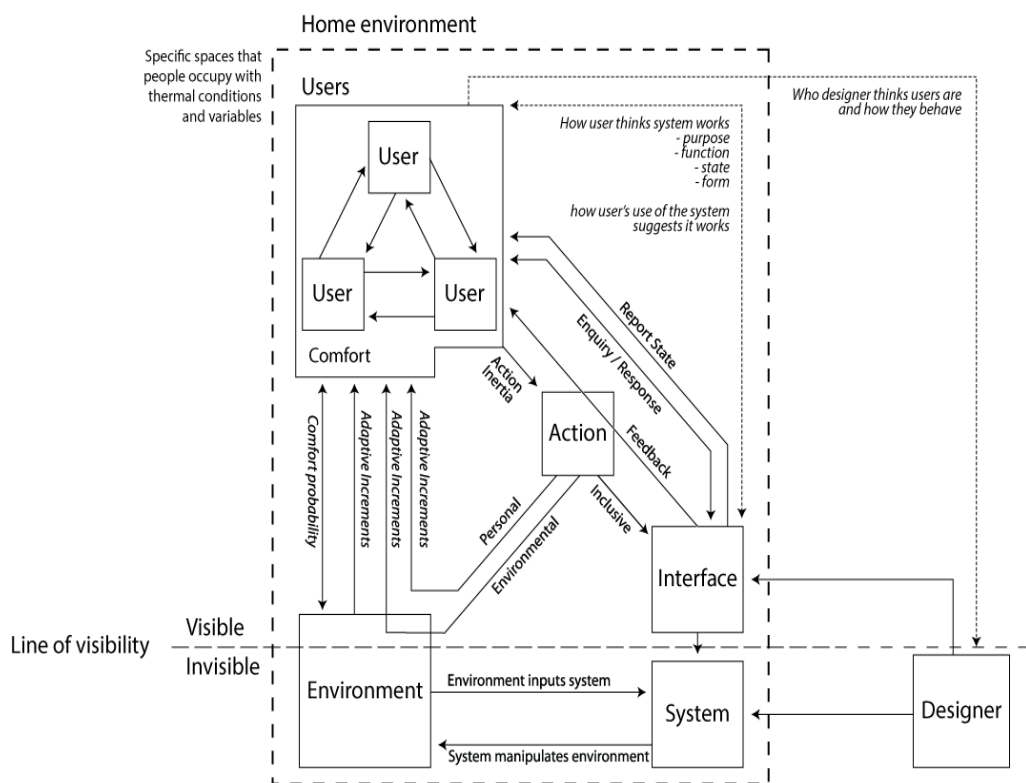 Home environment
Specific spaces that
people occupy with
thermal conditions
and variables
Users
User
User
User
Comfort
Who designer thinks users are
and how they behave
How user thinks system works
- purpose
- function
- state
- form
how user's use of the system
suggests it works
Report State
Enquiry / Response
Feedback
Action
Inertia
Action
Inclusive
Personal
Environmental
Comfort probability
Adaptive Increments
Adaptive Increments
Adaptive Increments
Interface
Line of visibility
Visible
Invisible
Environment
Environment inputs system
System manipulates environment
System
Designer